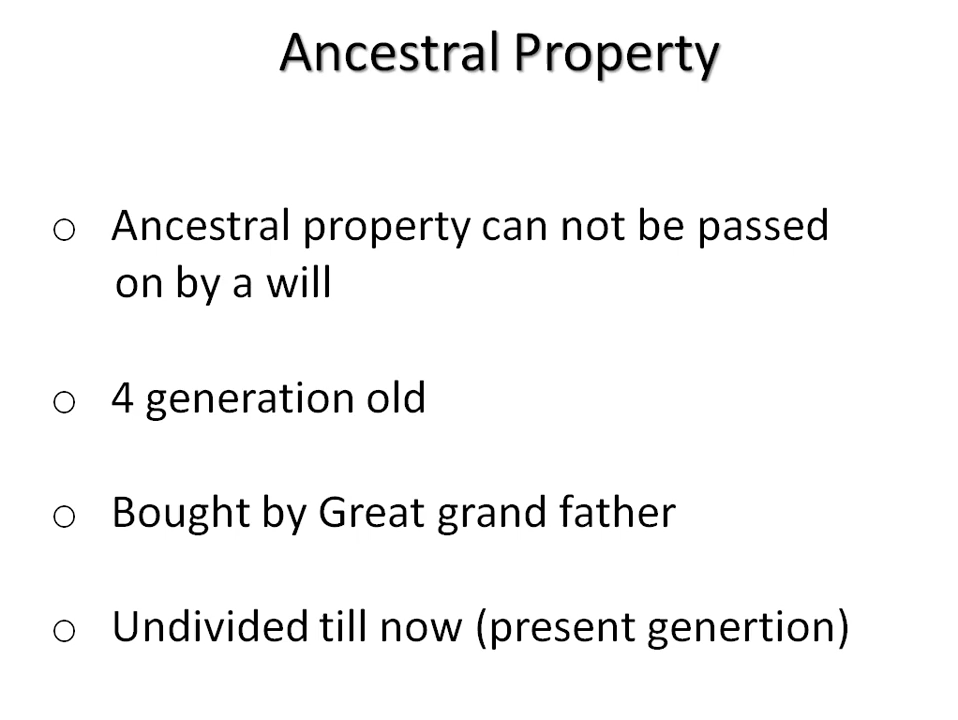 Ancestral Property
o Ancestral property can not be passed
on by a will
o 4 generation old
o Bought by Great grand father
o Undivided till now (present genertion)